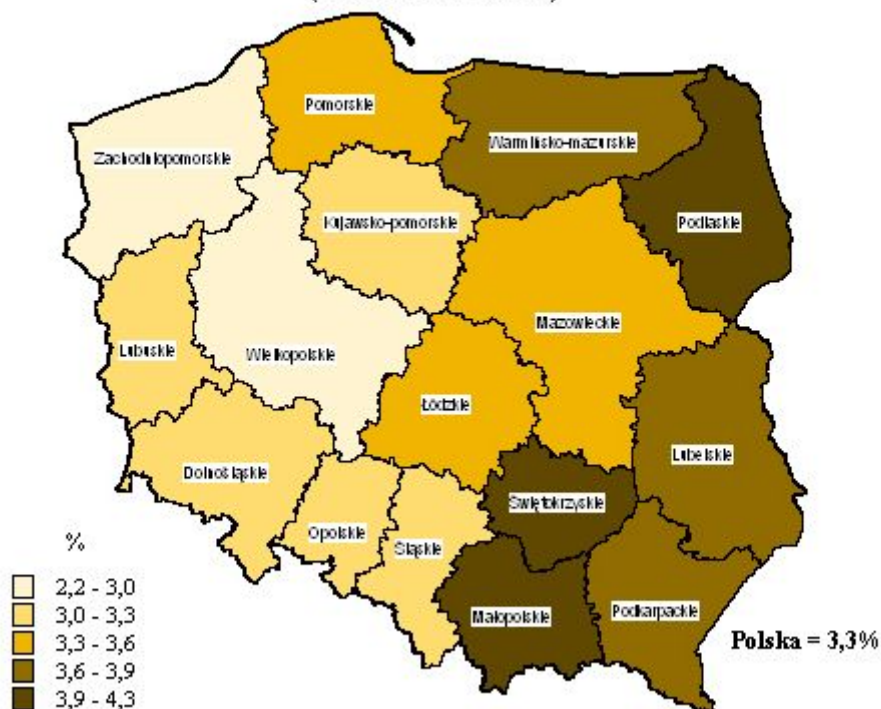 Pomorskie
Warmińsko-mazurskie
Zachodniopomorskie
Podlaskie
Kujawsko-pomorskie
Mazowieckie
Lubuskie
Wielkopolskie
Łódzkie
Lubelskie
Dolnośląskie
Świętokrzyskie
Opolskie
Śląskie
Małopolskie
Podkarpackie
Polska = 3,3%
%
2,2 - 3,0
3,0 - 3,3
3,3 - 3,6
3,6 - 3,9
3,9 - 4,3